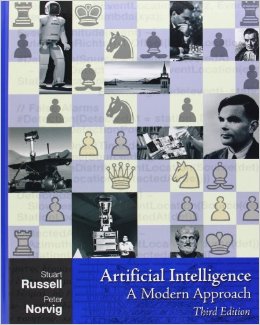 Stuart
Russell
Peter
Norvig
Artificial Intelligence
A Modern Approach
Third Edition